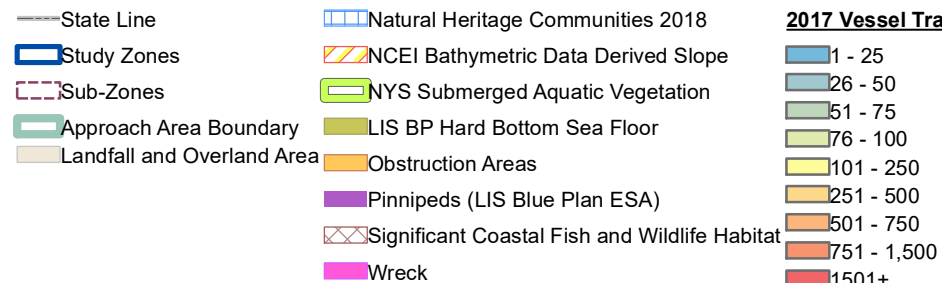 State Line
Study Zones
Sub-Zones
Approach Area Boundary
Landfall and Overland Area
Natural Heritage Communities 2018
NCEI Bathymetric Data Derived Slope
NYS Submerged Aquatic Vegetation
LIS BP Hard Bottom Sea Floor
Obstruction Areas
Pinnipeds (LIS Blue Plan ESA)
Significant Coastal Fish and Wildlife Habitat
Wreck
2017 Vessel Tra
1 - 25
26 - 50
51 - 75
76 - 100
101 - 250
251 - 500
501 - 750
751 - 1,500
1501+